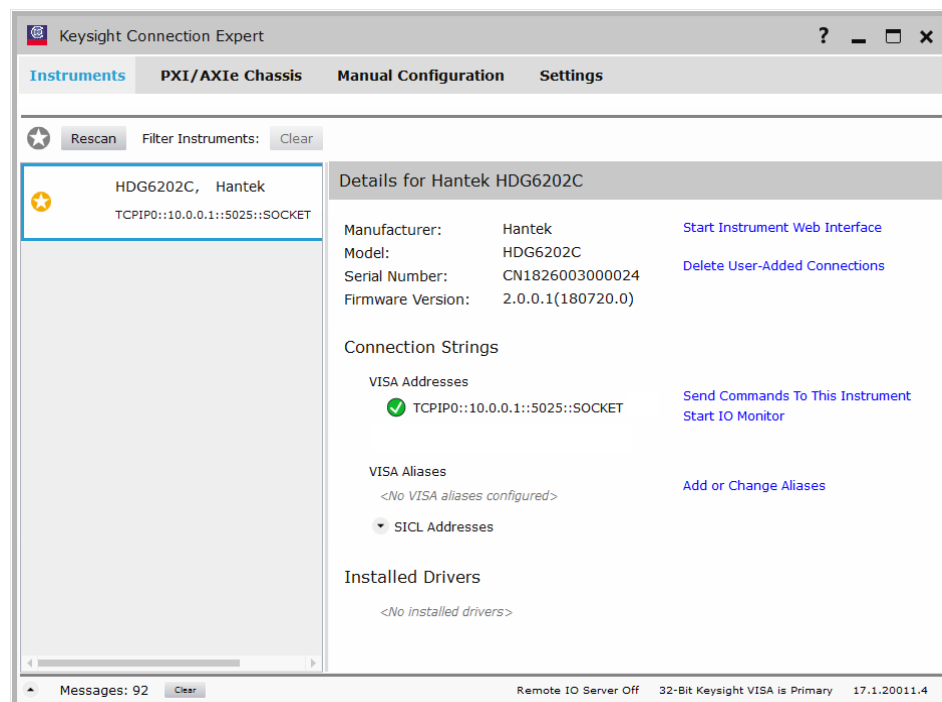 Keysight Connection Expert ?
Instruments PXI/AXIe Chassis Manual Configuration Settings
Rescan Filter Instruments: Clear
HDG6202C, Hantek
TCPIP0::10.0.0.1::5025::SOCKET
Details for Hantek HDG6202C
Manufacturer: Hantek Start Instrument Web Interface
Model: HDG6202C
Delete User-Added Connections
Serial Number: CN1826003000024
Firmware Version: 2.0.0.1(180720.0)
Connection Strings
VISA Addresses
TCPIP0::10.0.0.1::5025::SOCKET
Send Commands To This Instrument
Start IO Monitor
VISA Aliases
<No VISA aliases configured>
Add or Change Aliases
SICL Addresses
Installed Drivers
<No installed drivers>
Messages: 92 Clear Remote IO Server Off 32-Bit Keysight VISA is Primary 17.1.20011.4